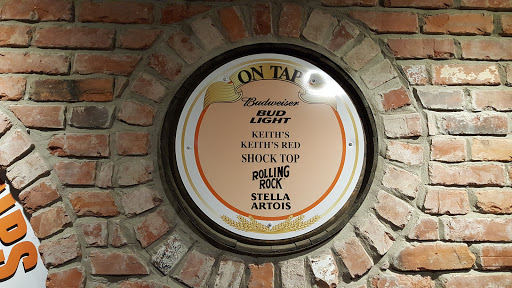 ON TAP
Budweiser
BUD
LIGHT
KEITH'S
KEITH'S RED
SHOCK TOP
ROLLING
ROCK
STELLA
ARTOIS